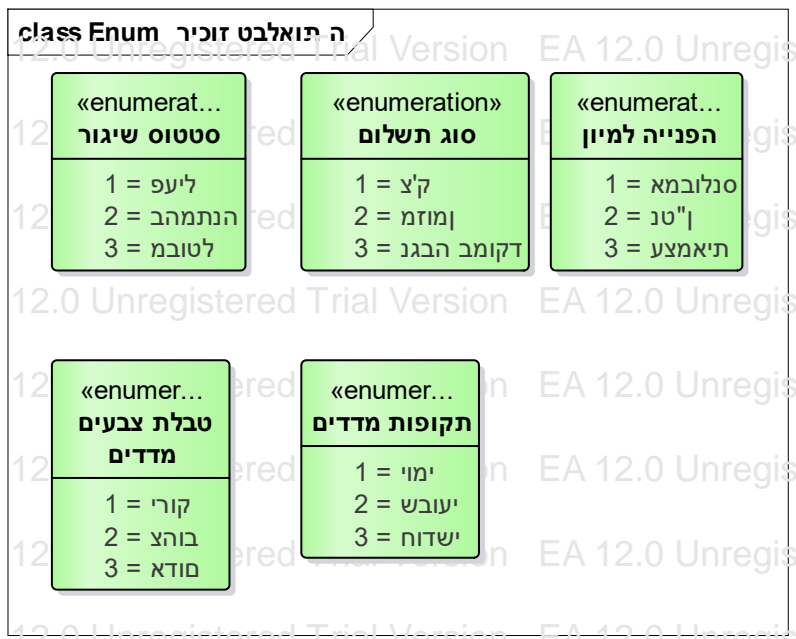 class Enum ה תואלבט זוכיר
«enumerat…
סטטוס שיגור
1 = ליעפ
2 = הנתמהב
3 = לטובמ
«enumeration»
סוג תשלום
1 = ק'צ
2 = ןמוזמ
3 = דקומב הבגנ
«enumerat…
הפנייה למיון
1 = סנלובמא
2 = ן"טנ
3 = תיאמצע
12.0 Unregistered Trial Version EA 12.0 Unregis
«enumer…
טבלת צבעים
מדדים
1 = קורי
2 = בוהצ
3 = םודא
«enumer…
תקופות מדדים
1 = ימוי
2 = יעובש
3 = ישדוח